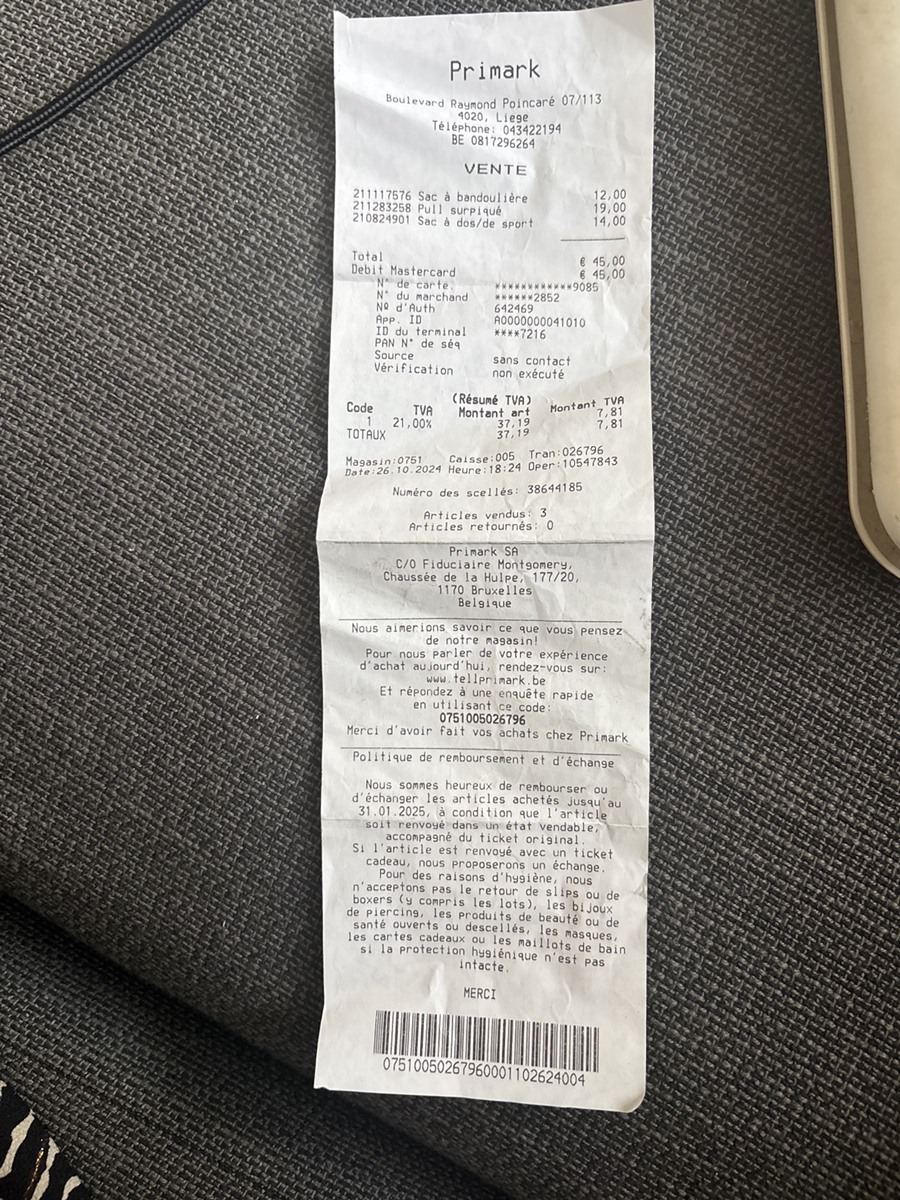 Primark
Boulevard Raymond Poincaré 07/113
4020, Liege
Téléphone: 043422194
BE 0817296264
VENTE
211117576 Sac à bandoulière 12,00
211283258 Pull surpiqué 19,00
210824901 Sac à dos/de sport 14,00
Total € 45,00
Debit Mastercard € 45,00
N° de carte. ************9085
N° du marchand ******2852
Nº d'Auth 642469
App. ID A0000000041010
ID du terminal ****7216
PAN N° de séq
Source sans contact
Vérification non exécuté
(Résumé TVA)
Code TVA Montant art Montant TVA
1 21,00% 37,19 7,81
TOTAUX 37,19 7,81
Magasin:0751 Caisse:005 Tran:026796
Date:26.10.2024 Heure:18:24 Oper:10547843
Numéro des scellés: 38644185
Articles vendus: 3
Articles retournés: 0
Primark SA
C/O Fiduciaire Montgomery,
Chaussée de la Hulpe, 177/20,
1170 Bruxelles
Belgique
Nous aimerions savoir ce que vous pensez
de notre magasin!
Pour nous parler de votre expérience
d'achat aujourd'hui, rendez-vous sur:
www.tellprimark.be
Et répondez à une enquête rapide
en utilisant ce code:
0751005026796
Merci d'avoir fait vos achats chez Primark
Politique de remboursement et d'échange
Nous sommes heureux de rembourser ou
d'échanger les articles achetés jusqu'au
31.01.2025, à condition que l'article
soit renvoyé dans un état vendable,
accompagné du ticket original.
Si l'article est renvoyé avec un ticket
cadeau, nous proposerons un échange.
Pour des raisons d'hygiène, nous
n'acceptons pas le retour de slips ou de
boxers (y compris les lots), les bijoux
de piercing, les produits de beauté ou de
santé ouverts ou descellés, les masques,
les cartes cadeaux ou les maillots de bain
si la protection hygiénique n'est pas
intacte.
MERCI
07510050267960001102624004